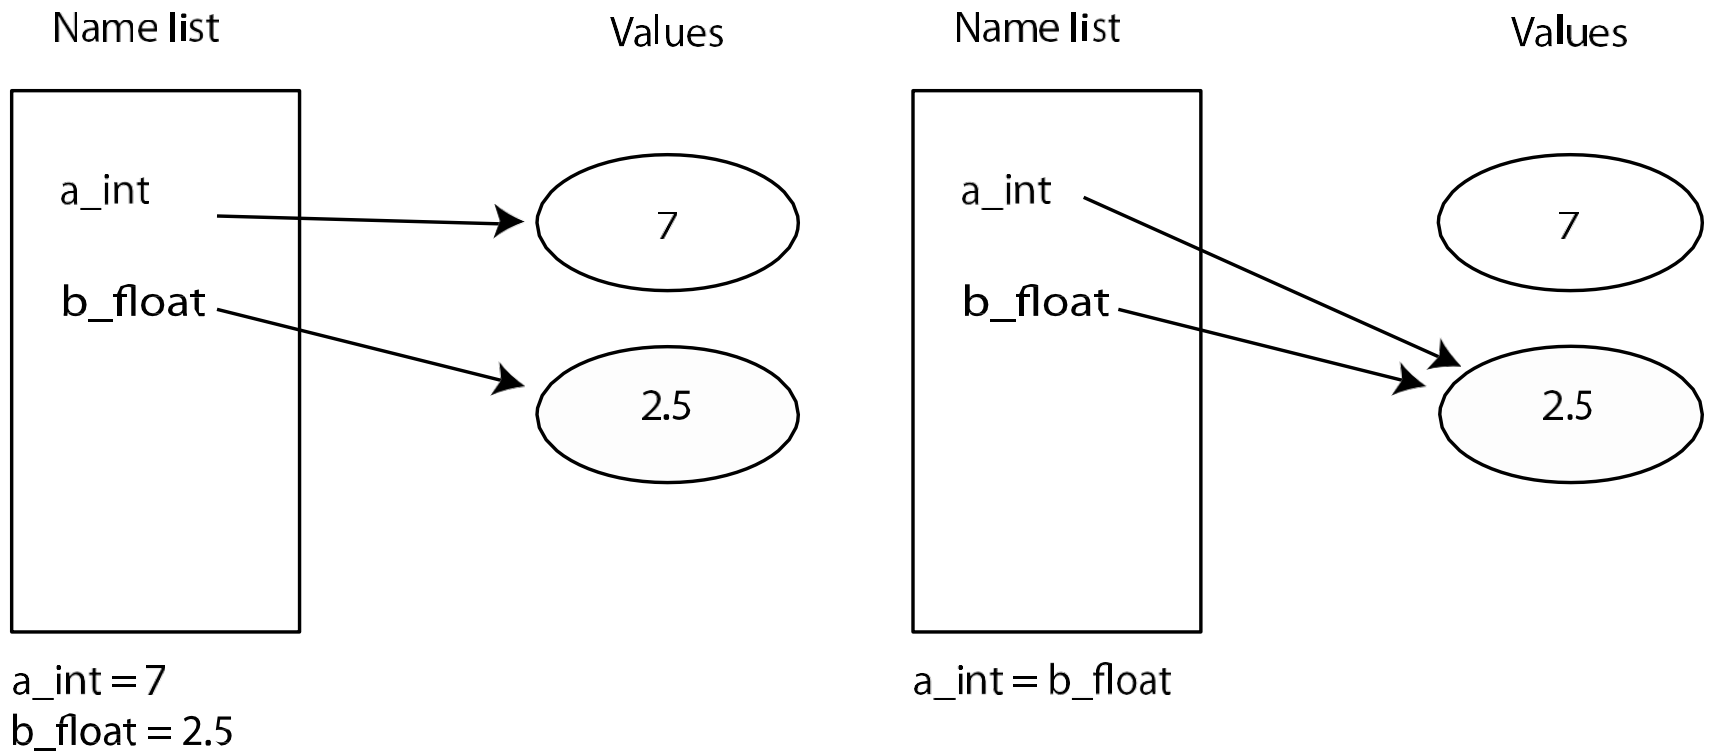 Name list
Values
a_int
7
b_float
2.5
a_int = 7
b_float = 2.5
Name list
Values
a_int
7
b_float
2.5
a_int = b_float